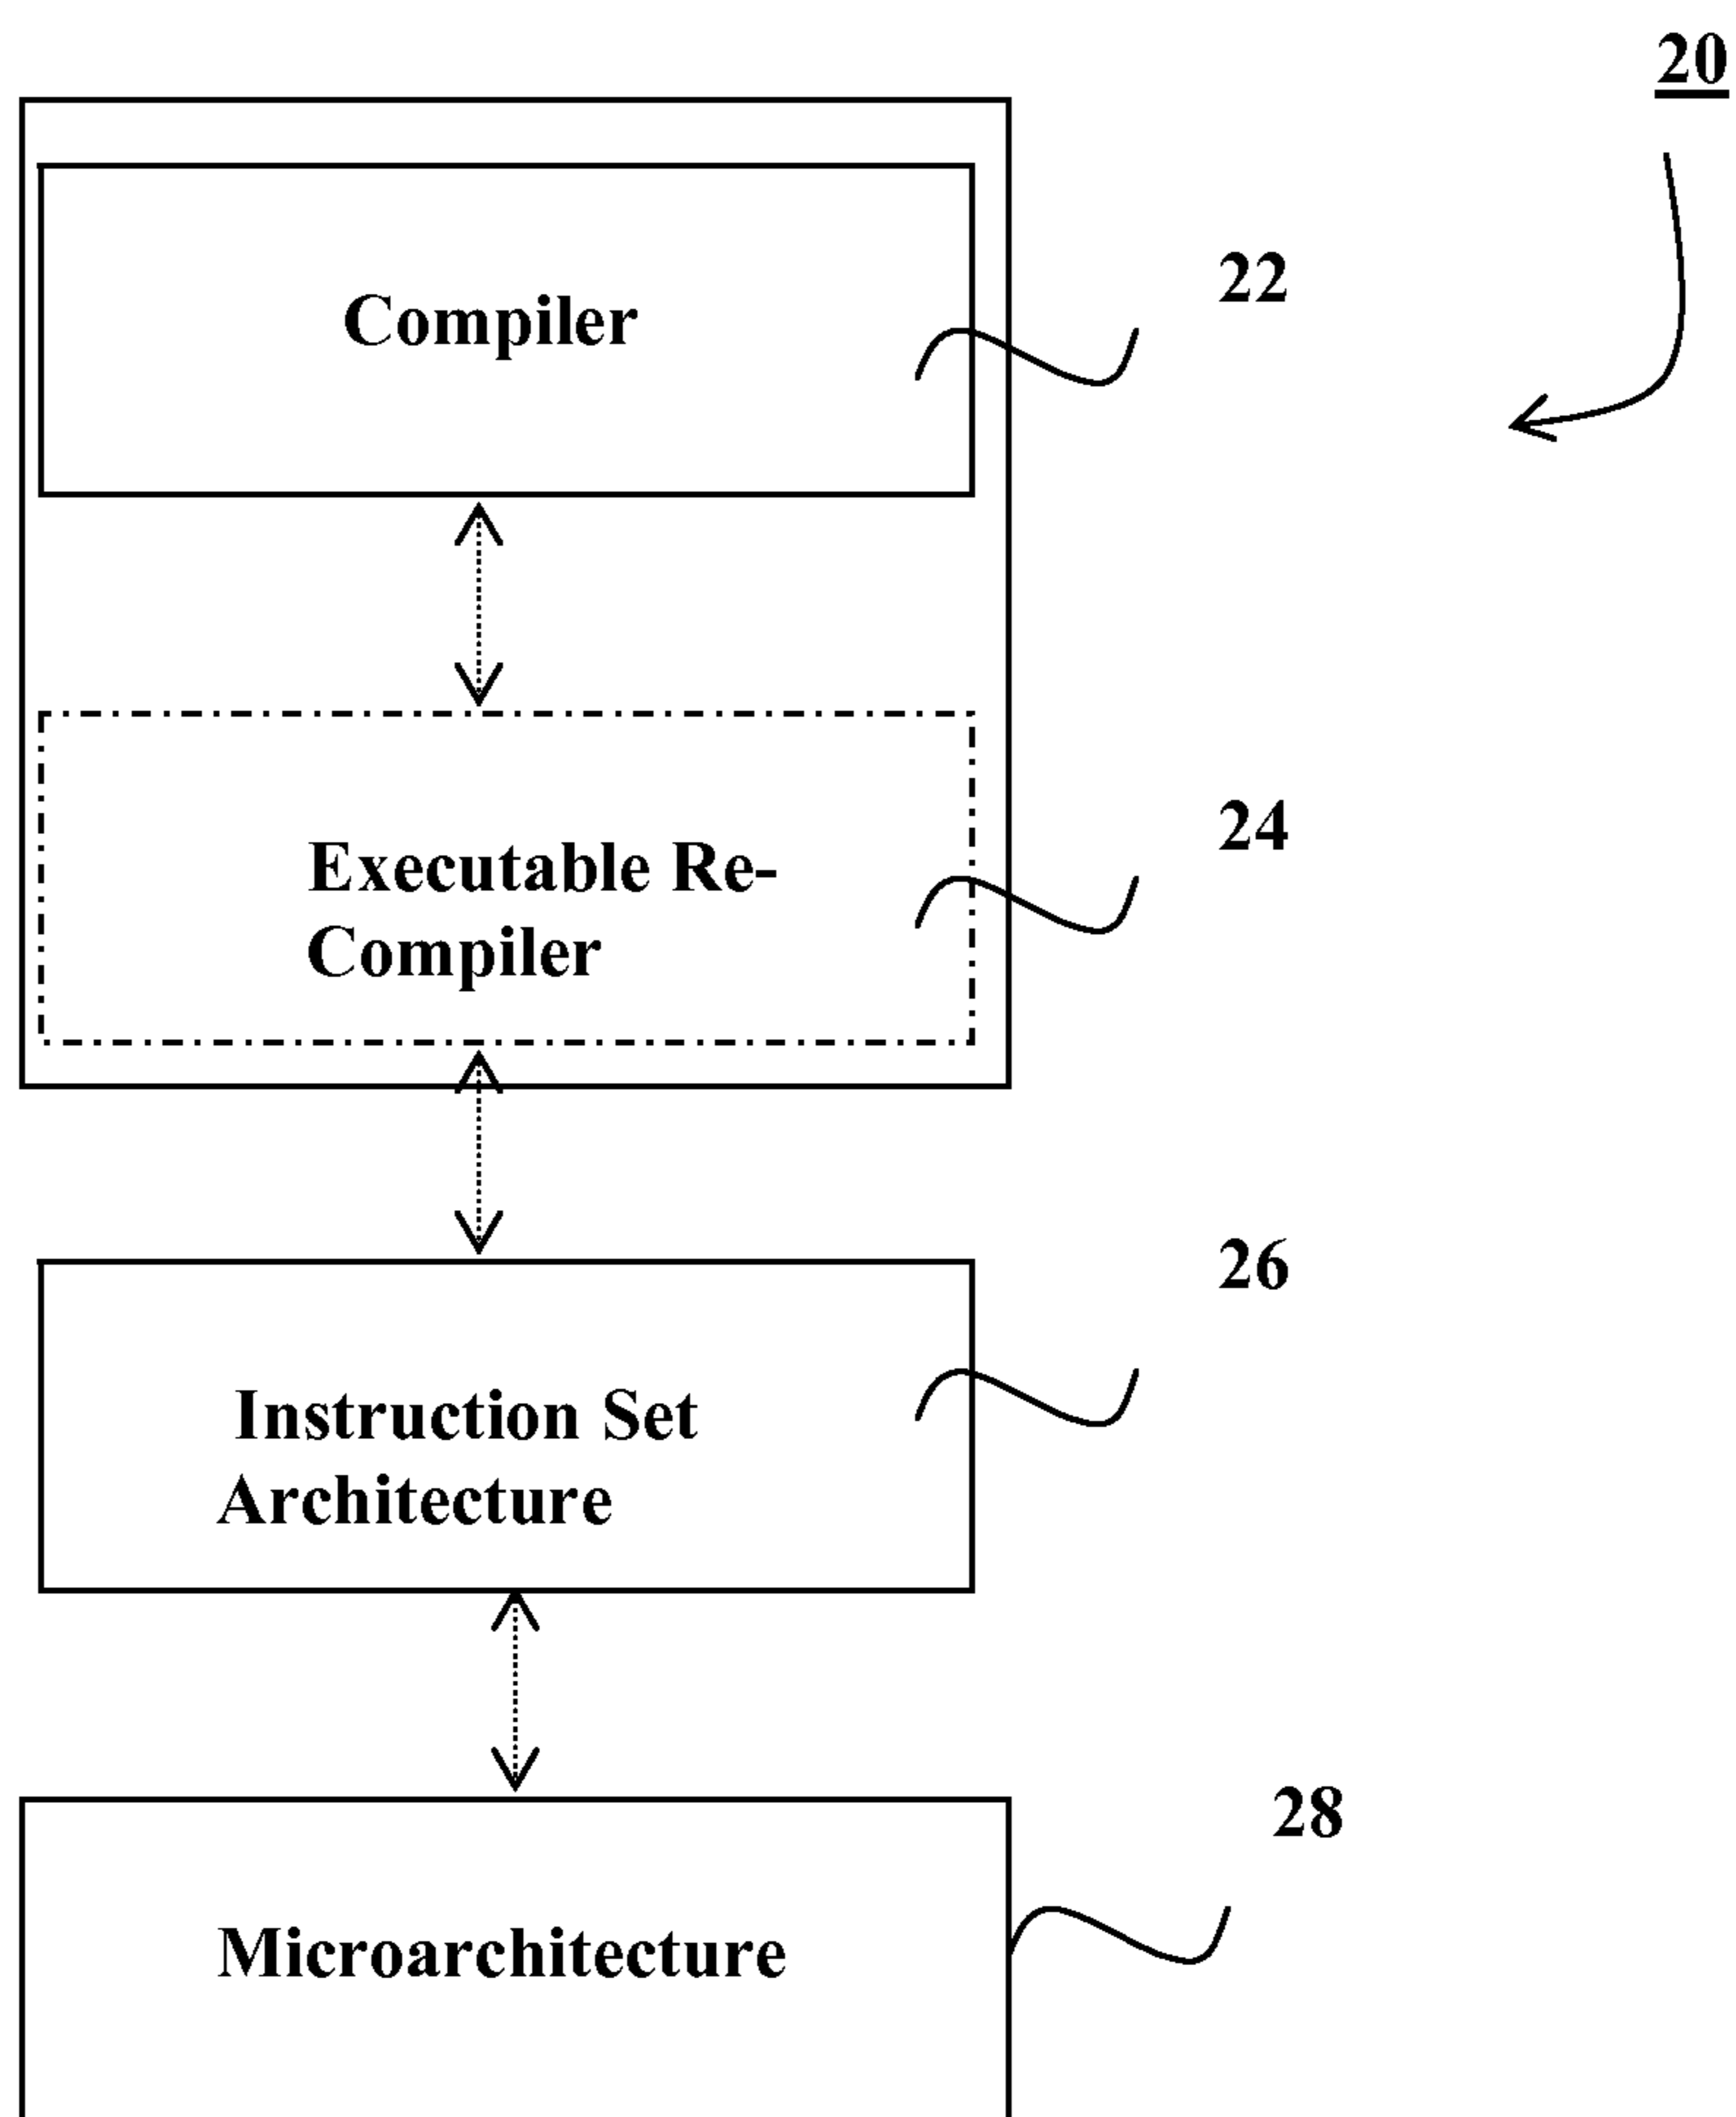 20
22
Compiler
24
Executable Re-
Compiler
26
Instruction Set
Architecture
28
Microarchitecture